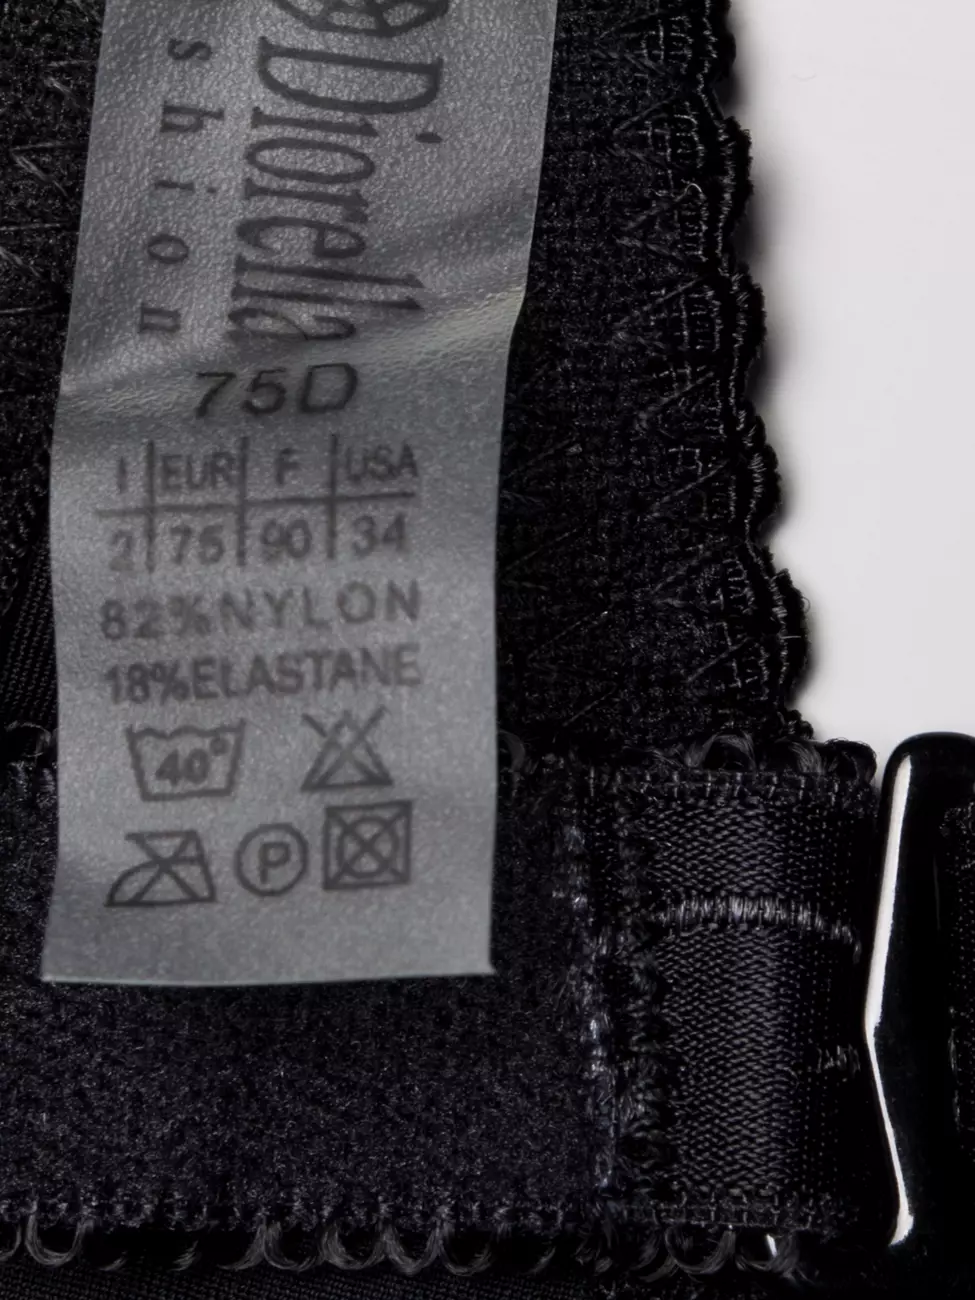 Diorella
shion
75D
I EUR F USA
2 75 90 34
82%NYLON
18%ELASTANE
40°
P